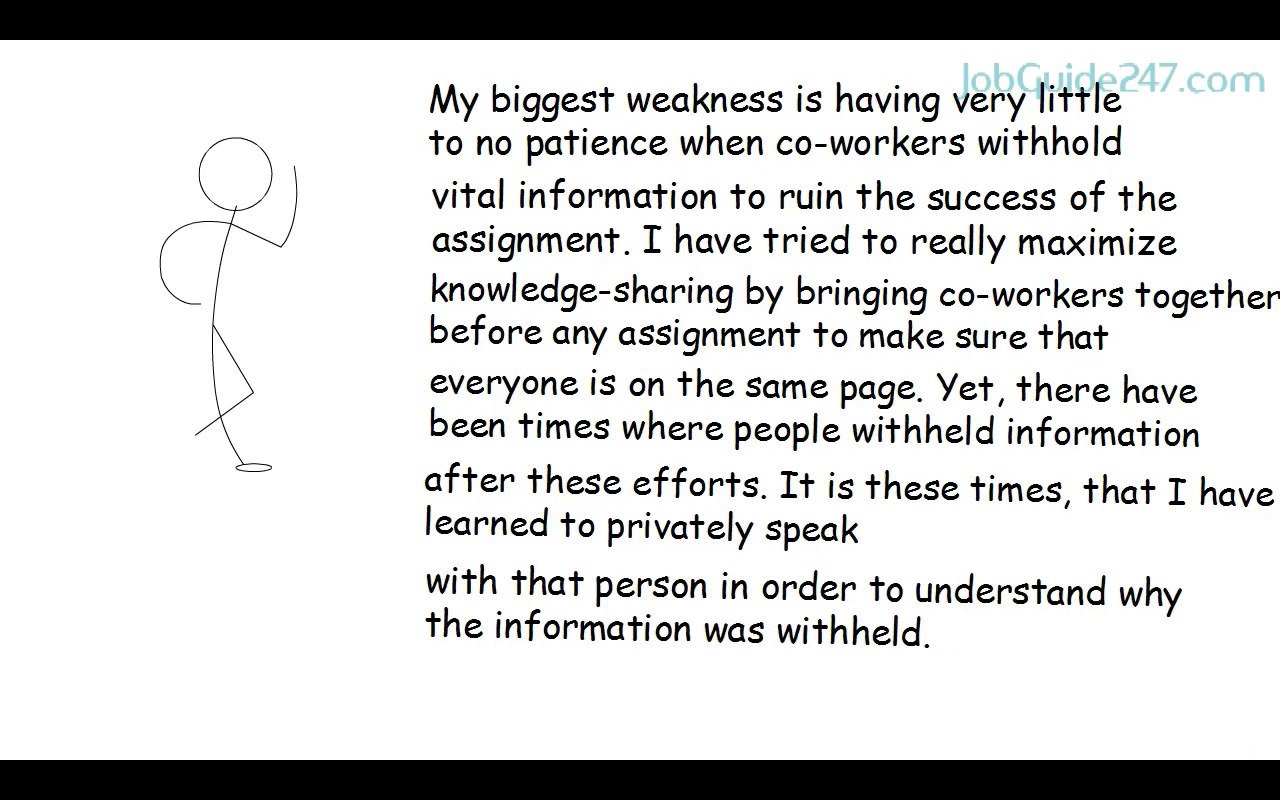 JobGuide247.com
My biggest weakness is having very little
to no patience when co-workers withhold
vital information to ruin the success of the
assignment. I have tried to really maximize
knowledge-sharing by bringing co-workers together
before any assignment to make sure that
everyone is on the same page. Yet, there have
been times where people withheld information
after these efforts. It is these times, that I have
learned to privately speak
with that person in order to understand why
the information was withheld.